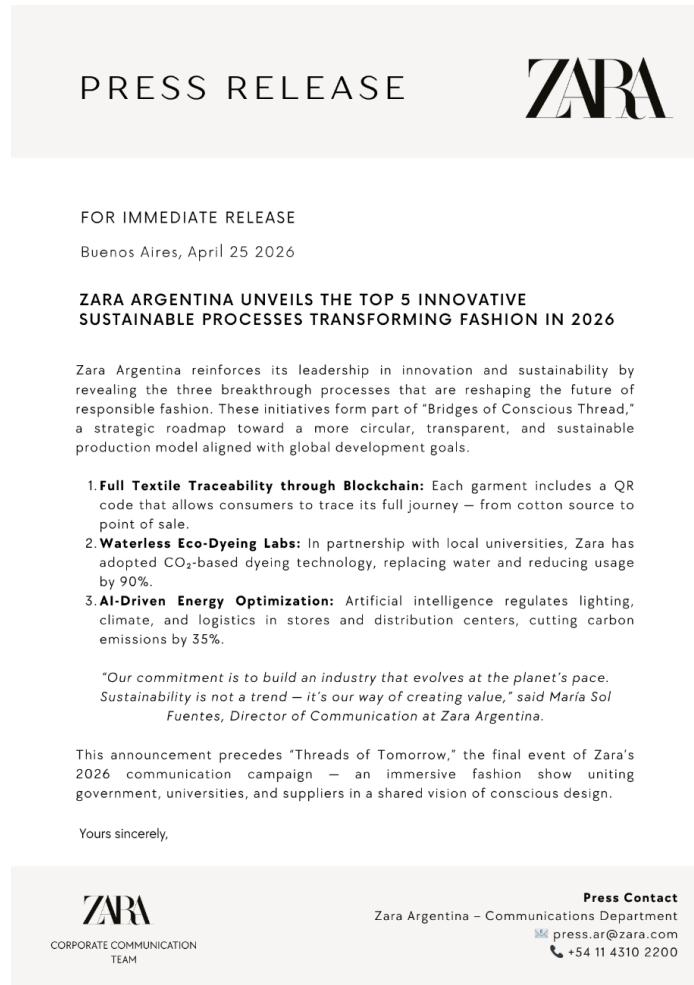 PRESS RELEASE
ZARA
FOR IMMEDIATE RELEASE
Buenos Aires, April 25 2026
ZARA ARGENTINA UNVEILS THE TOP 5 INNOVATIVE
SUSTAINABLE PROCESSES TRANSFORMING FASHION IN 2026
Zara Argentina reinforces its leadership in innovation and sustainability by
revealing the three breakthrough processes that are reshaping the future of
responsible fashion. These initiatives form part of “Bridges of Conscious Thread,”
a strategic roadmap toward a more circular, transparent, and sustainable
production model aligned with global development goals.
1. Full Textile Traceability through Blockchain: Each garment includes a QR
code that allows consumers to trace its full journey — from cotton source to
point of sale.
2. Waterless Eco-Dyeing Labs: In partnership with local universities, Zara has
adopted CO₂-based dyeing technology, replacing water and reducing usage
by 90%.
3. AI-Driven Energy Optimization: Artificial intelligence regulates lighting,
climate, and logistics in stores and distribution centers, cutting carbon
emissions by 35%.
“Our commitment is to build an industry that evolves at the planet’s pace.
Sustainability is not a trend — it’s our way of creating value,” said María Sol
Fuentes, Director of Communication at Zara Argentina.
This announcement precedes “Threads of Tomorrow,” the final event of Zara’s
2026 communication campaign — an immersive fashion show uniting
government, universities, and suppliers in a shared vision of conscious design.
Yours sincerely,
ZARA
CORPORATE COMMUNICATION
TEAM
Press Contact
Zara Argentina – Communications Department
📧 press.ar@zara.com
📞 +54 11 4310 2200